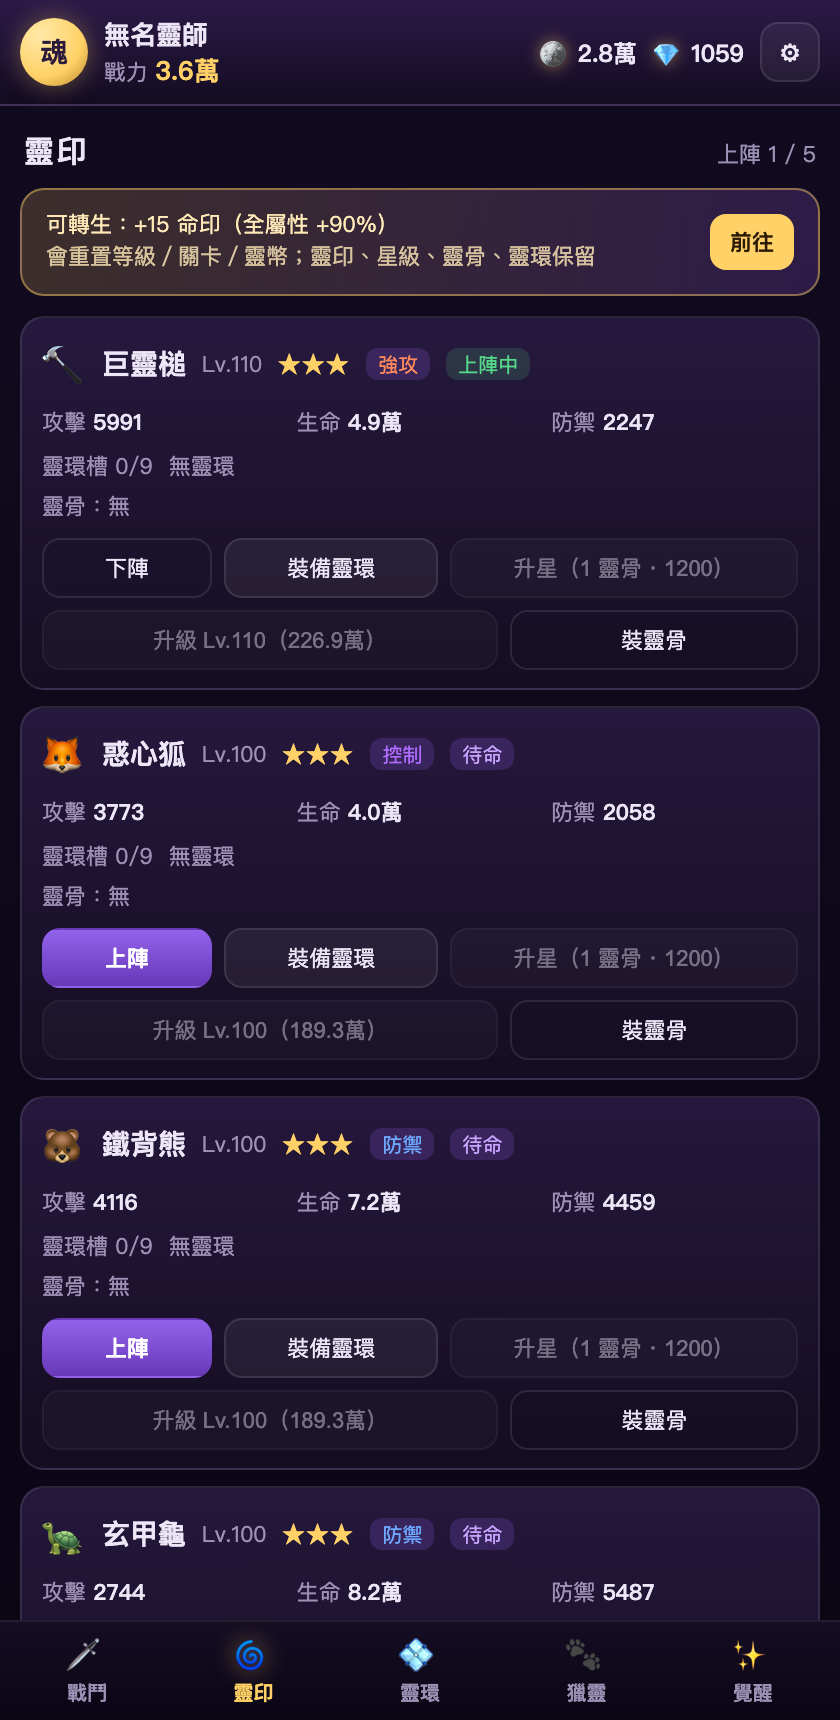 魂
無名靈師
戰力 3.6萬
2.8萬 1059
靈印
上陣 1 / 5
可轉生：+15 命印（全屬性 +90%）
會重置等級 / 關卡 / 靈幣；靈印、星級、靈骨、靈環保留
前往
巨靈槌 Lv.110 ★★★ 強攻 上陣中
攻擊 5991 生命 4.9萬 防禦 2247
靈環槽 0/9 無靈環
靈骨：無
下陣 裝備靈環 升星（1 靈骨・1200）
升級 Lv.110（226.9萬） 裝靈骨
惑心狐 Lv.100 ★★★ 控制 待命
攻擊 3773 生命 4.0萬 防禦 2058
靈環槽 0/9 無靈環
靈骨：無
上陣 裝備靈環 升星（1 靈骨・1200）
升級 Lv.100（189.3萬） 裝靈骨
鐵背熊 Lv.100 ★★★ 防禦 待命
攻擊 4116 生命 7.2萬 防禦 4459
靈環槽 0/9 無靈環
靈骨：無
上陣 裝備靈環 升星（1 靈骨・1200）
升級 Lv.100（189.3萬） 裝靈骨
玄甲龜 Lv.100 ★★★ 防禦 待命
攻擊 2744 生命 8.2萬 防禦 5487
戰鬥 靈印 靈環 獵靈 覺醒